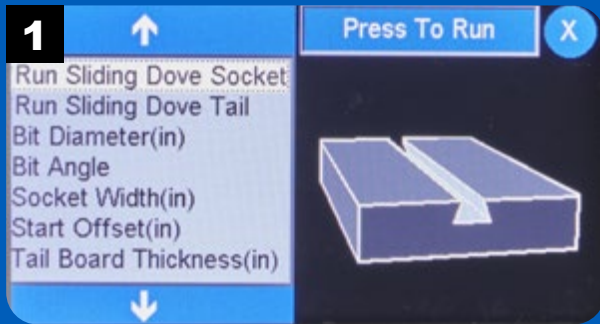 1
Press To Run
X
Run Sliding Dove Socket
Run Sliding Dove Tail
Bit Diameter(in)
Bit Angle
Socket Width(in)
Start Offset(in)
Tail Board Thickness(in)